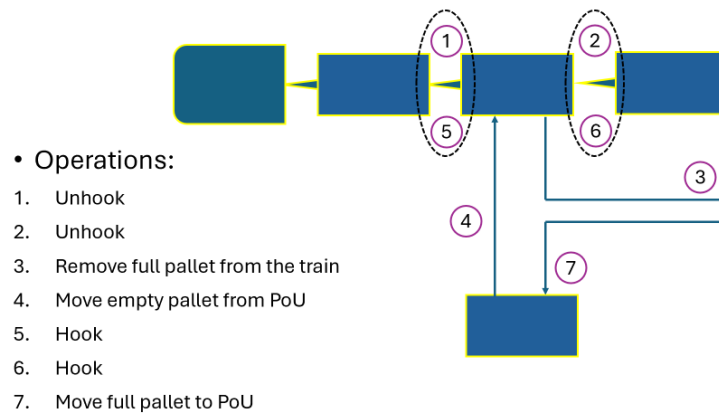 1
2
5
6
3
4
7
• Operations:
1. Unhook
2. Unhook
3. Remove full pallet from the train
4. Move empty pallet from PoU
5. Hook
6. Hook
7. Move full pallet to PoU